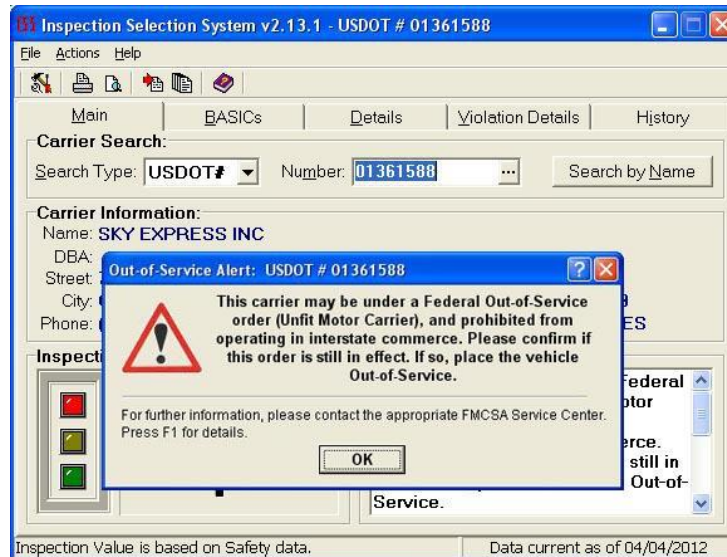 Inspection Selection System v2.13.1 - USDOT # 01361588
File Actions Help
Main BASICs Details Violation Details History
Carrier Search:
Search Type: USDOT# Number: 01361588 ... Search by Name
Carrier Information:
Name: SKY EXPRESS INC
DBA:
Street:
City:
Phone: ES
Out-of-Service Alert: USDOT # 01361588
This carrier may be under a Federal Out-of-Service
order (Unfit Motor Carrier), and prohibited from
operating in interstate commerce. Please confirm if
this order is still in effect. If so, place the vehicle
Out-of-Service.
For further information, please contact the appropriate FMCSA Service Center.
Press F1 for details.
OK
Inspecti
Federal
otor
erce.
still in
Out-of-
Service.
Inspection Value is based on Safety data. Data current as of 04/04/2012